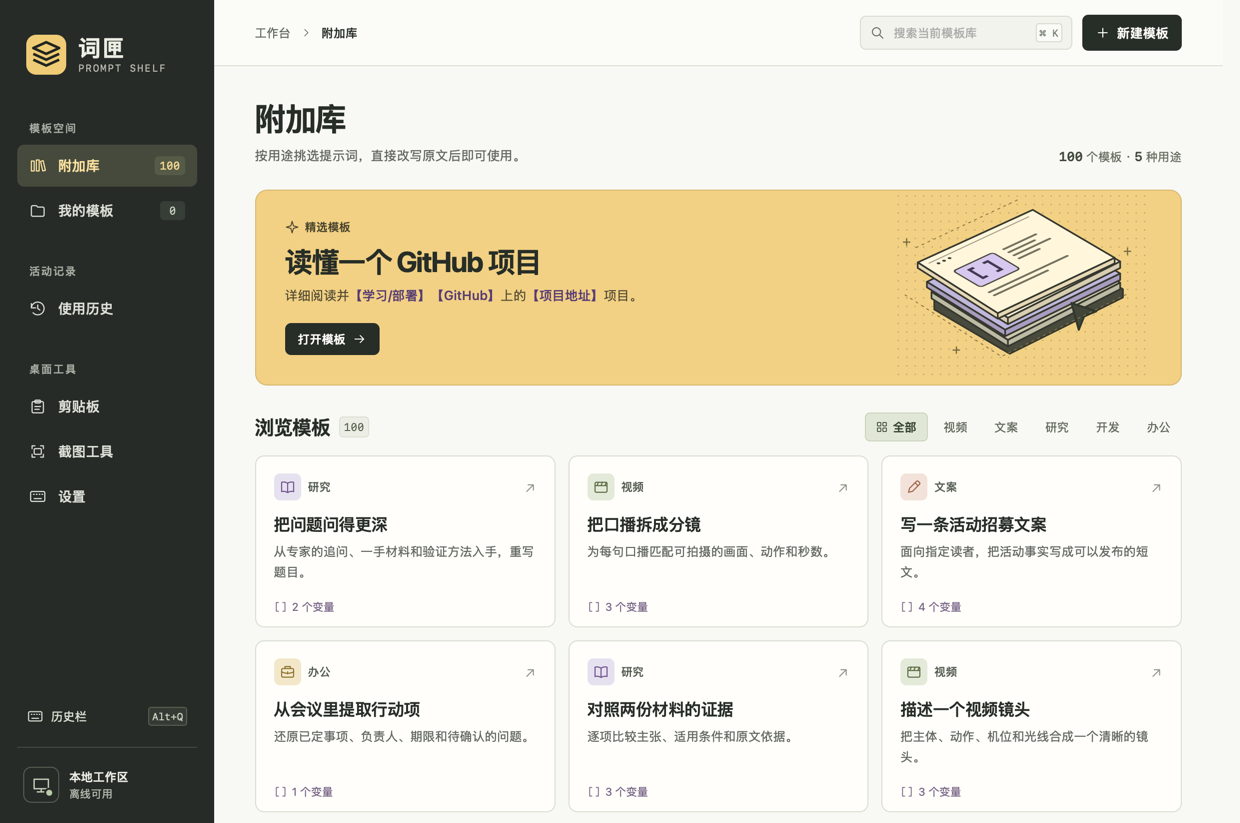 词匣
PROMPT SHELF
模板空间
附加库 100
我的模板 0
活动记录
使用历史
桌面工具
剪贴板
截图工具
设置
历史栏 Alt+Q
本地工作区
离线可用
工作台 > 附加库
搜索当前模板库 ⌘ K
+ 新建模板
附加库
按用途挑选提示词，直接改写原文后即可使用。
100 个模板 · 5 种用途
精选模板
读懂一个 GitHub 项目
详细阅读并【学习/部署】【GitHub】上的【项目地址】项目。
打开模板 →
[ ]
浏览模板 100
全部 视频 文案 研究 开发 办公
研究
把问题问得更深
从专家的追问、一手材料和验证方法入手，重写
题目。
[ ] 2 个变量
视频
把口播拆成分镜
为每句口播匹配可拍摄的画面、动作和秒数。
[ ] 3 个变量
文案
写一条活动招募文案
面向指定读者，把活动事实写成可以发布的短
文。
[ ] 4 个变量
办公
从会议里提取行动项
还原已定事项、负责人、期限和待确认的问题。
[ ] 1 个变量
研究
对照两份材料的证据
逐项比较主张、适用条件和原文依据。
[ ] 3 个变量
视频
描述一个视频镜头
把主体、动作、机位和光线合成一个清晰的镜
头。
[ ] 3 个变量